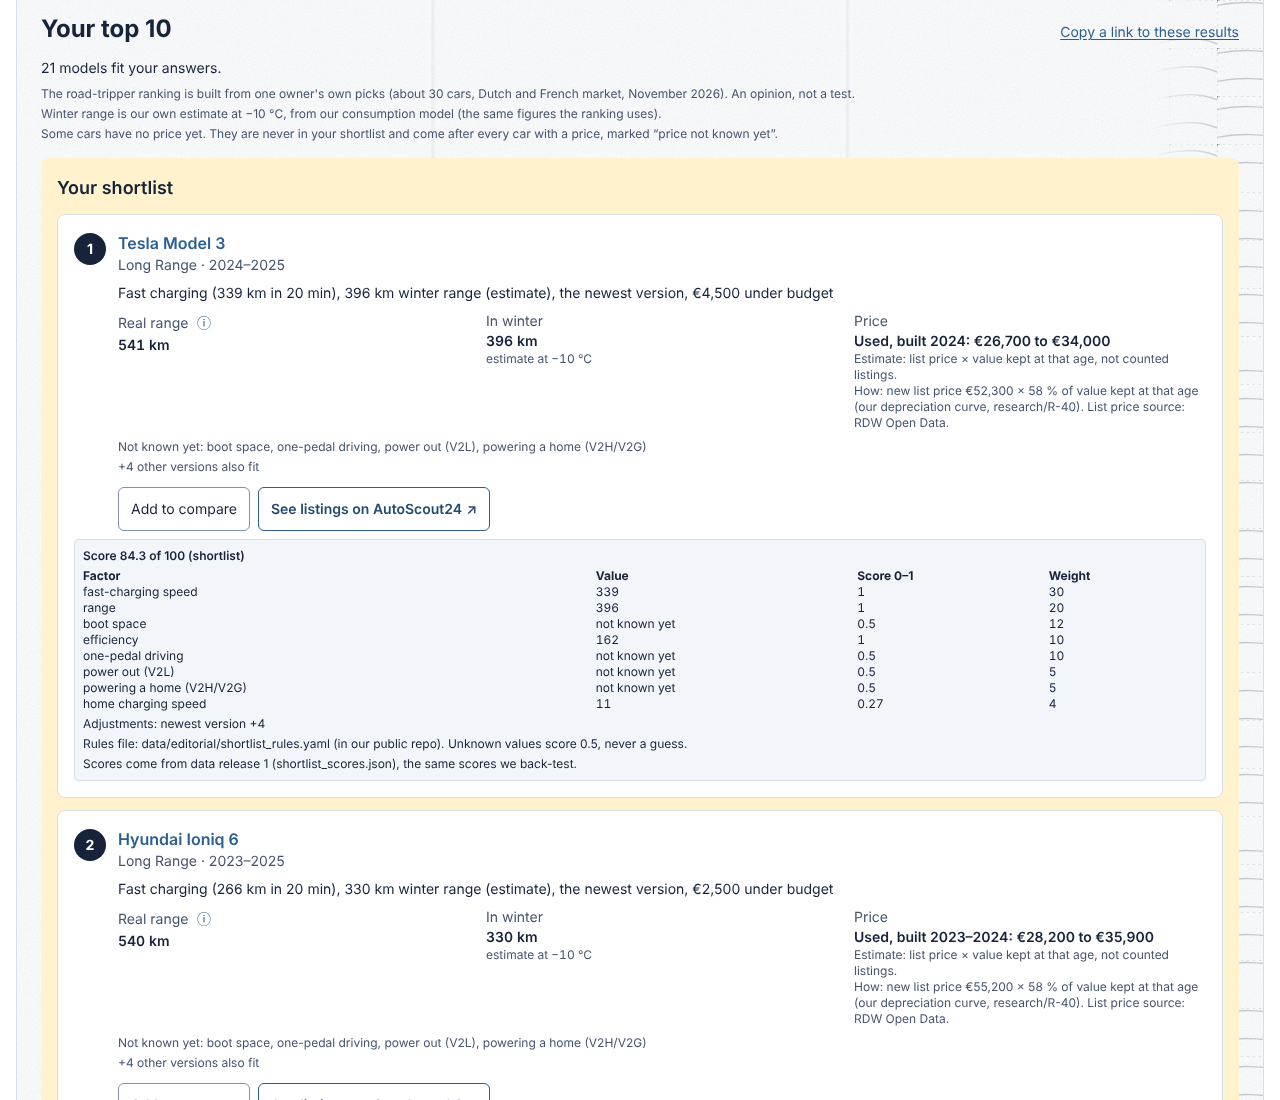 Your top 10
Copy a link to these results
21 models fit your answers.
The road-tripper ranking is built from one owner's own picks (about 30 cars, Dutch and French market, November 2026). An opinion, not a test.
Winter range is our own estimate at −10 °C, from our consumption model (the same figures the ranking uses).
Some cars have no price yet. They are never in your shortlist and come after every car with a price, marked “price not known yet”.
Your shortlist
1
Tesla Model 3
Long Range · 2024–2025
Fast charging (339 km in 20 min), 396 km winter range (estimate), the newest version, €4,500 under budget
Real range ⓘ
541 km
In winter
396 km
estimate at −10 °C
Price
Used, built 2024: €26,700 to €34,000
Estimate: list price × value kept at that age, not counted
listings.
How: new list price €52,300 × 58 % of value kept at that age
(our depreciation curve, research/R-40). List price source:
RDW Open Data.
Not known yet: boot space, one-pedal driving, power out (V2L), powering a home (V2H/V2G)
+4 other versions also fit
Add to compare
See listings on AutoScout24 ↗
Score 84.3 of 100 (shortlist)
Factor Value Score 0–1 Weight
fast-charging speed 339 1 30
range 396 1 20
boot space not known yet 0.5 12
efficiency 162 1 10
one-pedal driving not known yet 0.5 10
power out (V2L) not known yet 0.5 5
powering a home (V2H/V2G) not known yet 0.5 5
home charging speed 11 0.27 4
Adjustments: newest version +4
Rules file: data/editorial/shortlist_rules.yaml (in our public repo). Unknown values score 0.5, never a guess.
Scores come from data release 1 (shortlist_scores.json), the same scores we back-test.
2
Hyundai Ioniq 6
Long Range · 2023–2025
Fast charging (266 km in 20 min), 330 km winter range (estimate), the newest version, €2,500 under budget
Real range ⓘ
540 km
In winter
330 km
estimate at −10 °C
Price
Used, built 2023–2024: €28,200 to €35,900
Estimate: list price × value kept at that age, not counted
listings.
How: new list price €55,200 × 58 % of value kept at that age
(our depreciation curve, research/R-40). List price source:
RDW Open Data.
Not known yet: boot space, one-pedal driving, power out (V2L), powering a home (V2H/V2G)
+4 other versions also fit